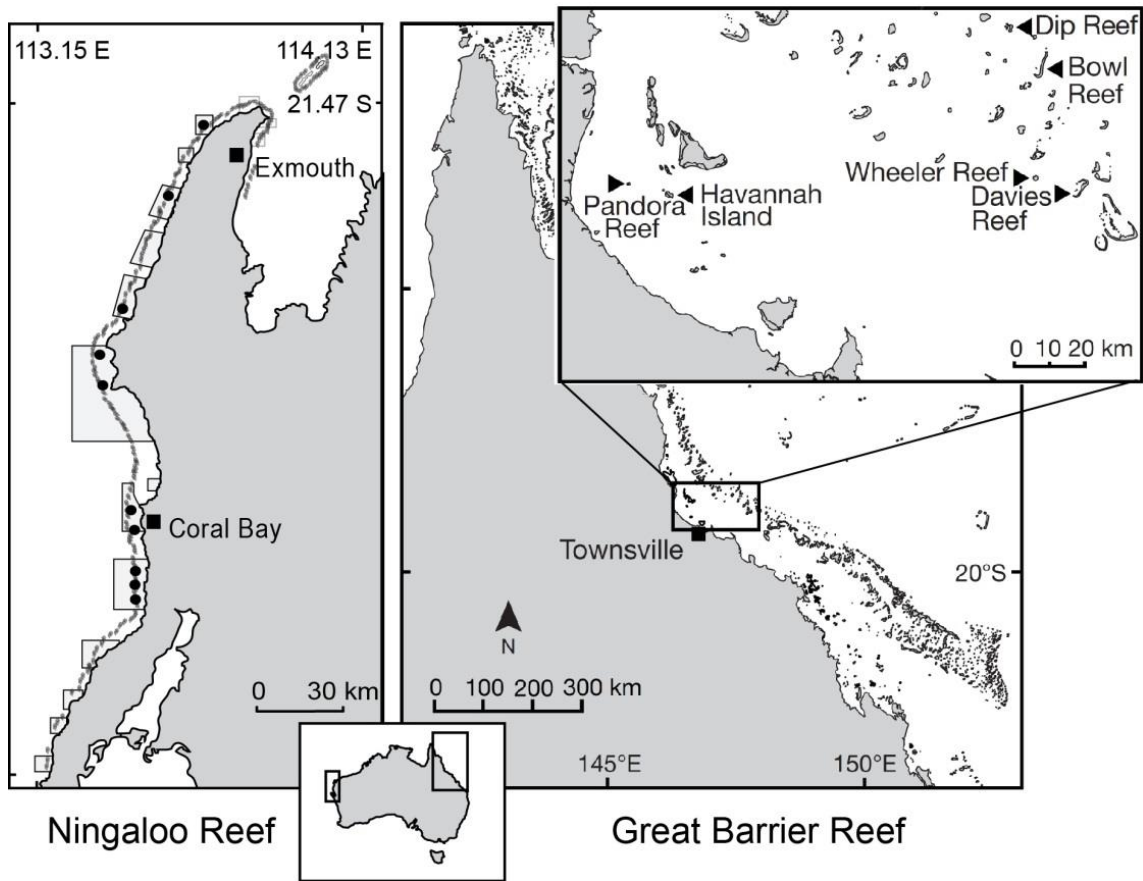 113.15 E
114.13 E
21.47 S
Exmouth
Coral Bay
0 30 km
Dip Reef
Bowl
Reef
Wheeler Reef
Davies
Reef
Pandora
Reef
Havannah
Island
0 10 20 km
Townsville
20°S
N
0 100 200 300 km
145°E
150°E
Ningaloo Reef
Great Barrier Reef